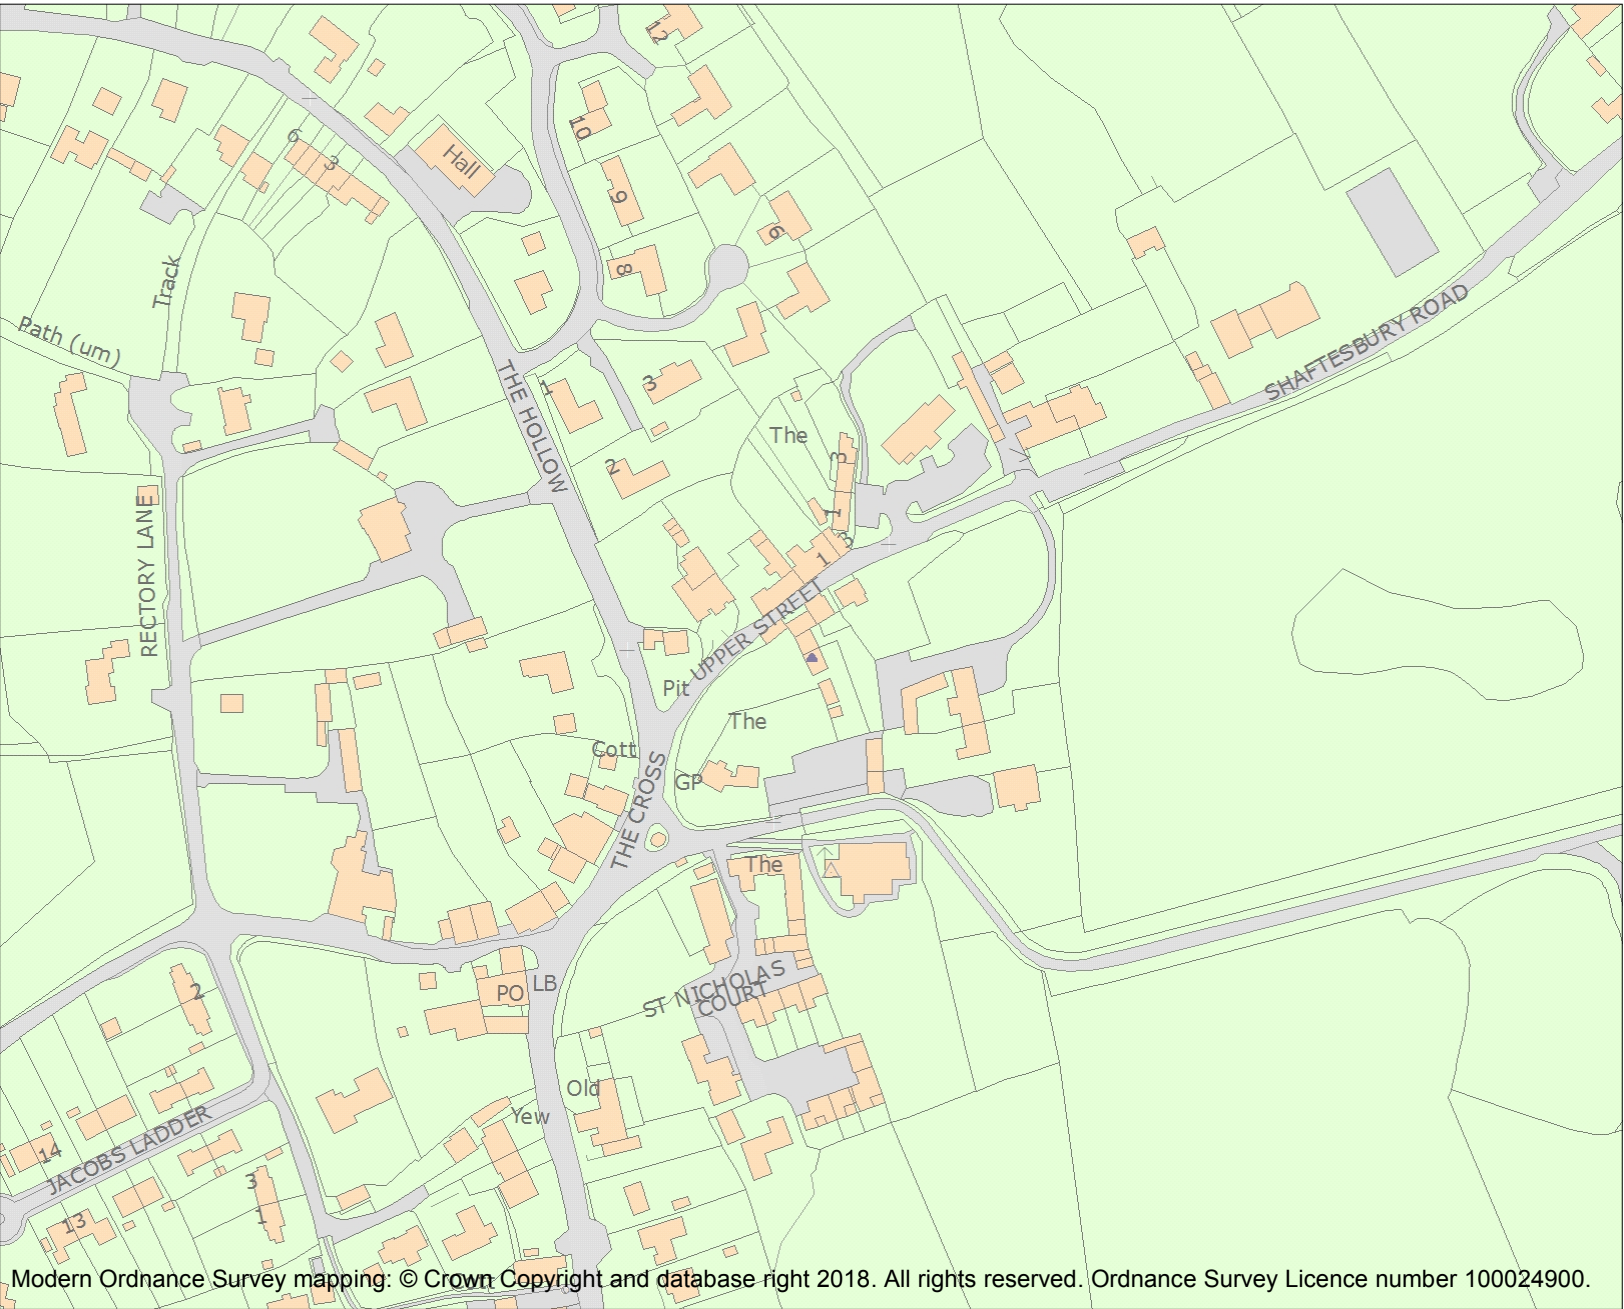 12
10
6
3
Hall
9
6
8
Track
Path (um)
SHAFTESBURY ROAD
THE HOLLOW
1
3
The
2
3
1
RECTORY LANE
3
1
UPPER STREET
Pit
The
Cott
GP
THE CROSS
The
2
PO
LB
ST NICHOLAS
COURT
Old
Yew
14
JACOBS LADDER
3
1
13
Modern Ordnance Survey mapping: © Crown Copyright and database right 2018. All rights reserved. Ordnance Survey Licence number 100024900.